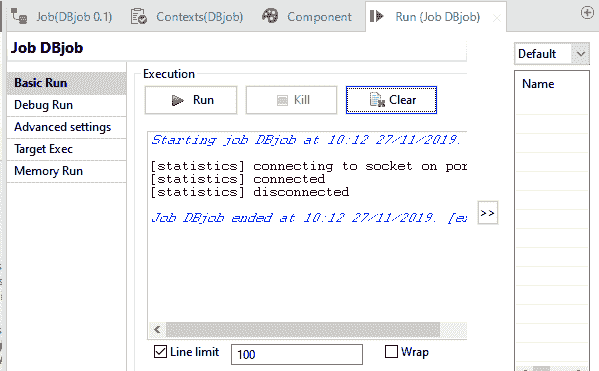 Job(DBjob 0.1) Contexts(DBjob) Component Run (Job DBjob)
Job DBjob
Default
Basic Run
Debug Run
Advanced settings
Target Exec
Memory Run
Execution
Run Kill Clear
Name
Starting job DBjob at 10:12 27/11/2019.
[statistics] connecting to socket on por
[statistics] connected
[statistics] disconnected
Job DBjob ended at 10:12 27/11/2019. [ex
>>
Line limit 100 Wrap